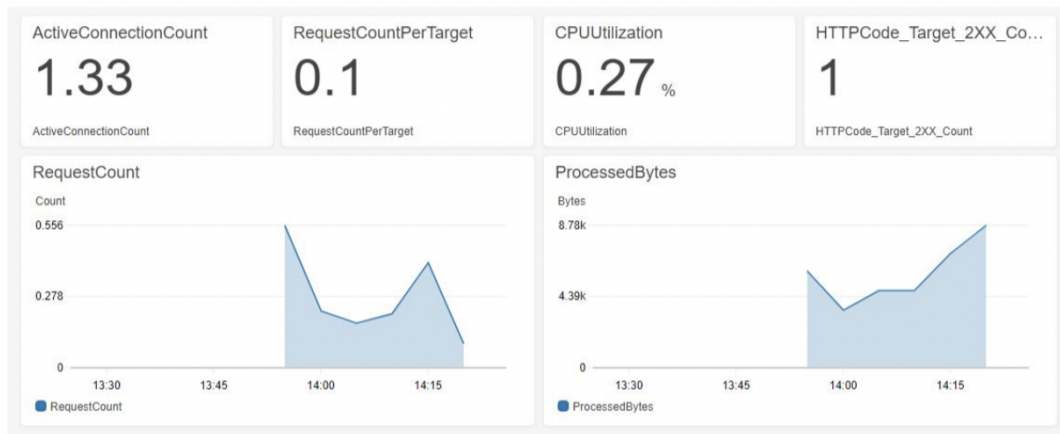 ActiveConnectionCount
1.33
ActiveConnectionCount
RequestCountPerTarget
0.1
RequestCountPerTarget
CPUUtilization
0.27 %
CPUUtilization
HTTPCode_Target_2XX_Co...
1
HTTPCode_Target_2XX_Count
RequestCount
Count
0.556
0.278
0
13:30 13:45 14:00 14:15
RequestCount
ProcessedBytes
Bytes
8.78k
4.39k
0
13:30 13:45 14:00 14:15
ProcessedBytes